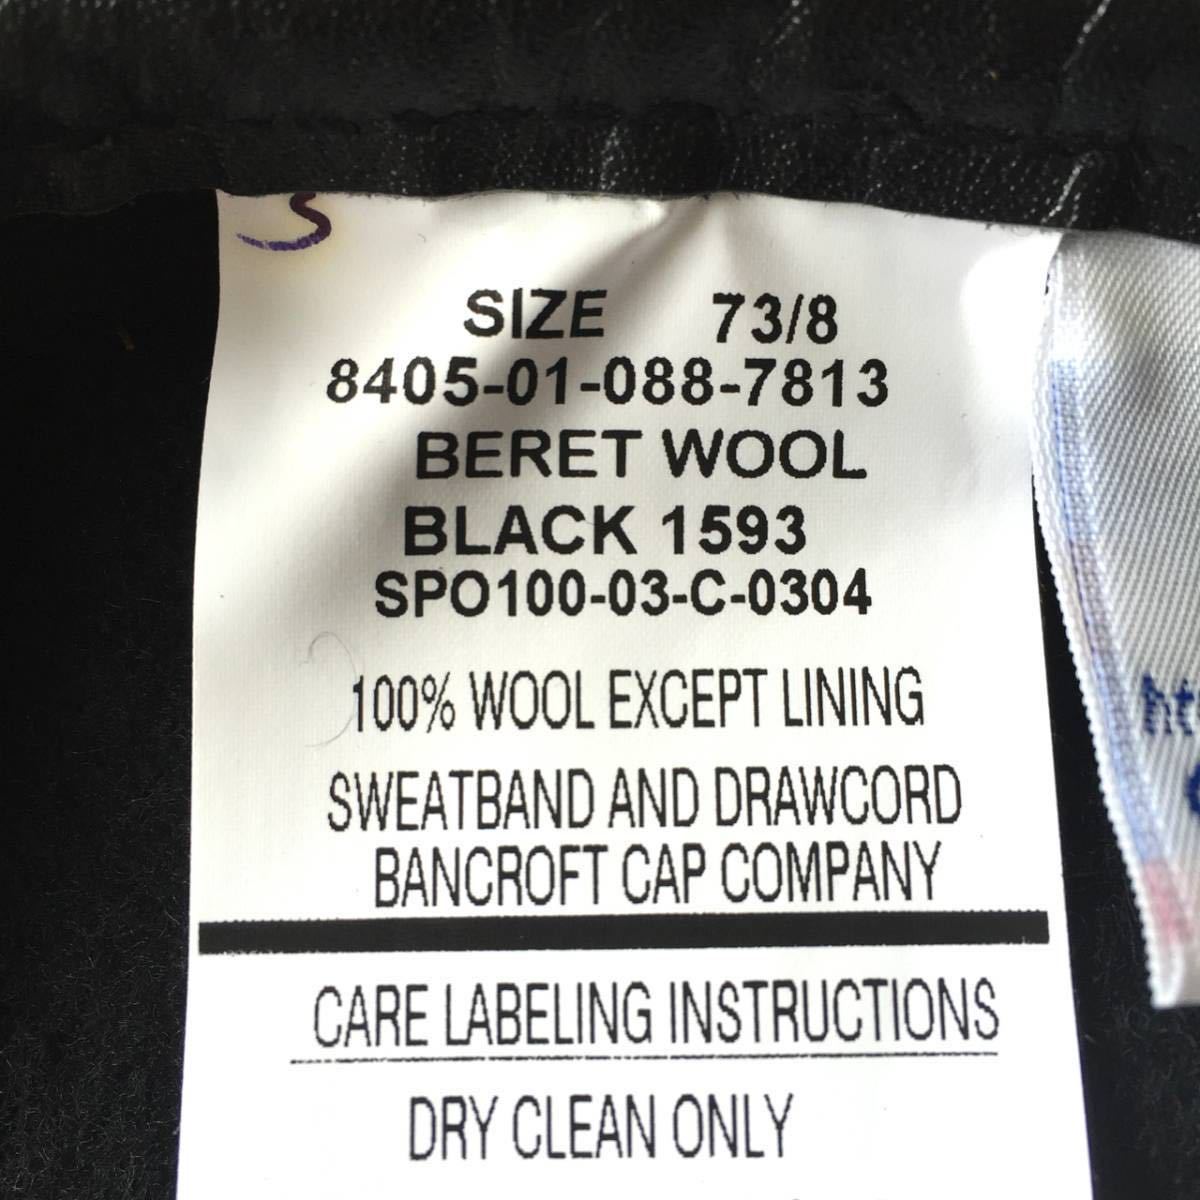 SIZE 73/8
8405-01-088-7813
BERET WOOL
BLACK 1593
SPO100-03-C-0304
100% WOOL EXCEPT LINING
SWEATBAND AND DRAWCORD
BANCROFT CAP COMPANY
CARE LABELING INSTRUCTIONS
DRY CLEAN ONLY